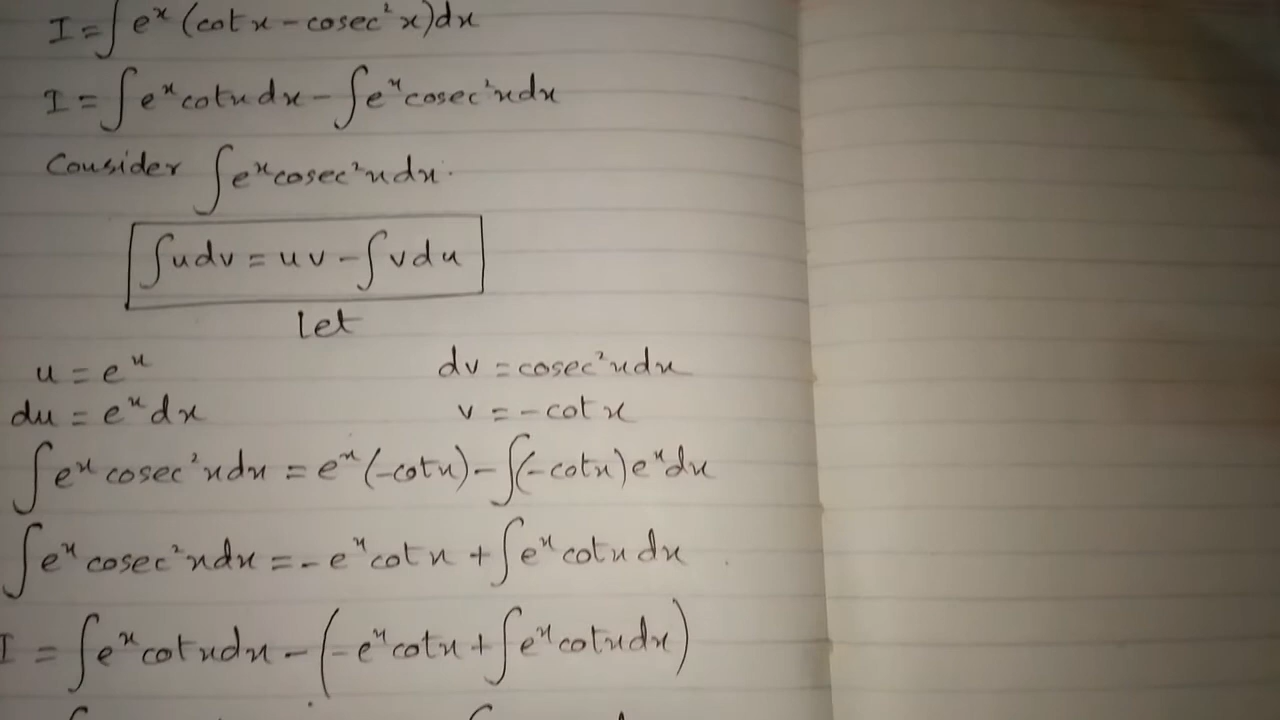 I = ∫ eˣ (cot x - cosec² x) dx
I = ∫ eˣ cot x dx - ∫ eˣ cosec² x dx
Consider ∫ eˣ cosec² x dx.
∫ u dv = uv - ∫ v du
let
u = eˣ dv = cosec² x dx
du = eˣ dx v = - cot x
∫ eˣ cosec² x dx = eˣ (-cot x) - ∫ (-cot x) eˣ dx
∫ eˣ cosec² x dx = - eˣ cot x + ∫ eˣ cot x dx
I = ∫ eˣ cot x dx - (- eˣ cot x + ∫ eˣ cot x dx)